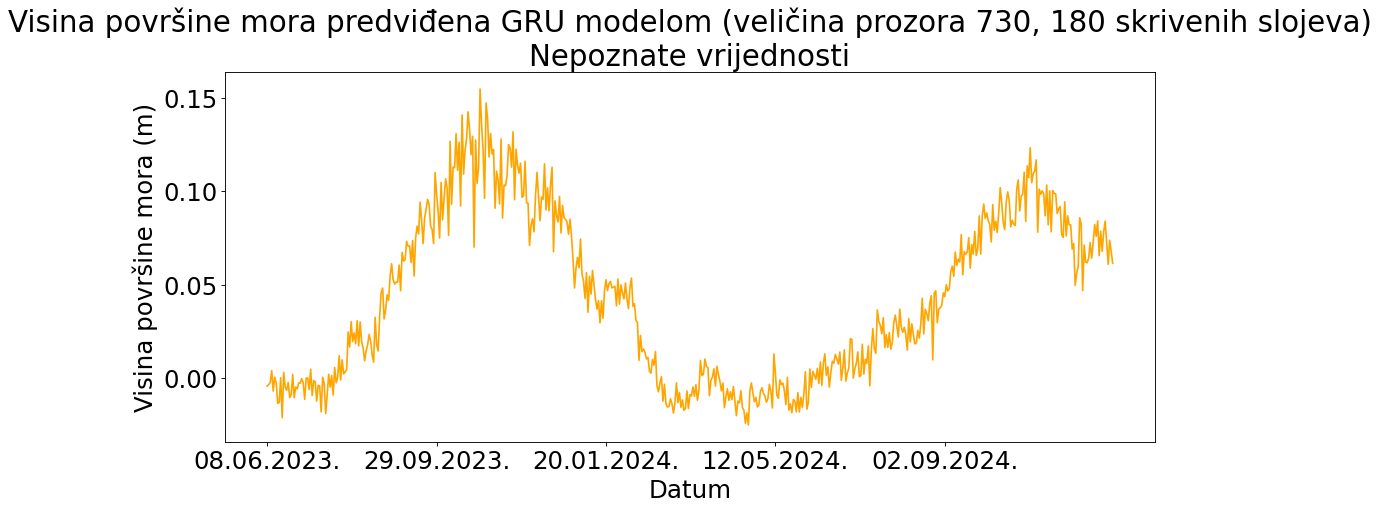 Visina površine mora predviđena GRU modelom (veličina prozora 730, 180 skrivenih slojeva)
Nepoznate vrijednosti
Visina površine mora (m)
0.15
0.10
0.05
0.00
08.06.2023.
29.09.2023.
20.01.2024.
12.05.2024.
02.09.2024.
Datum